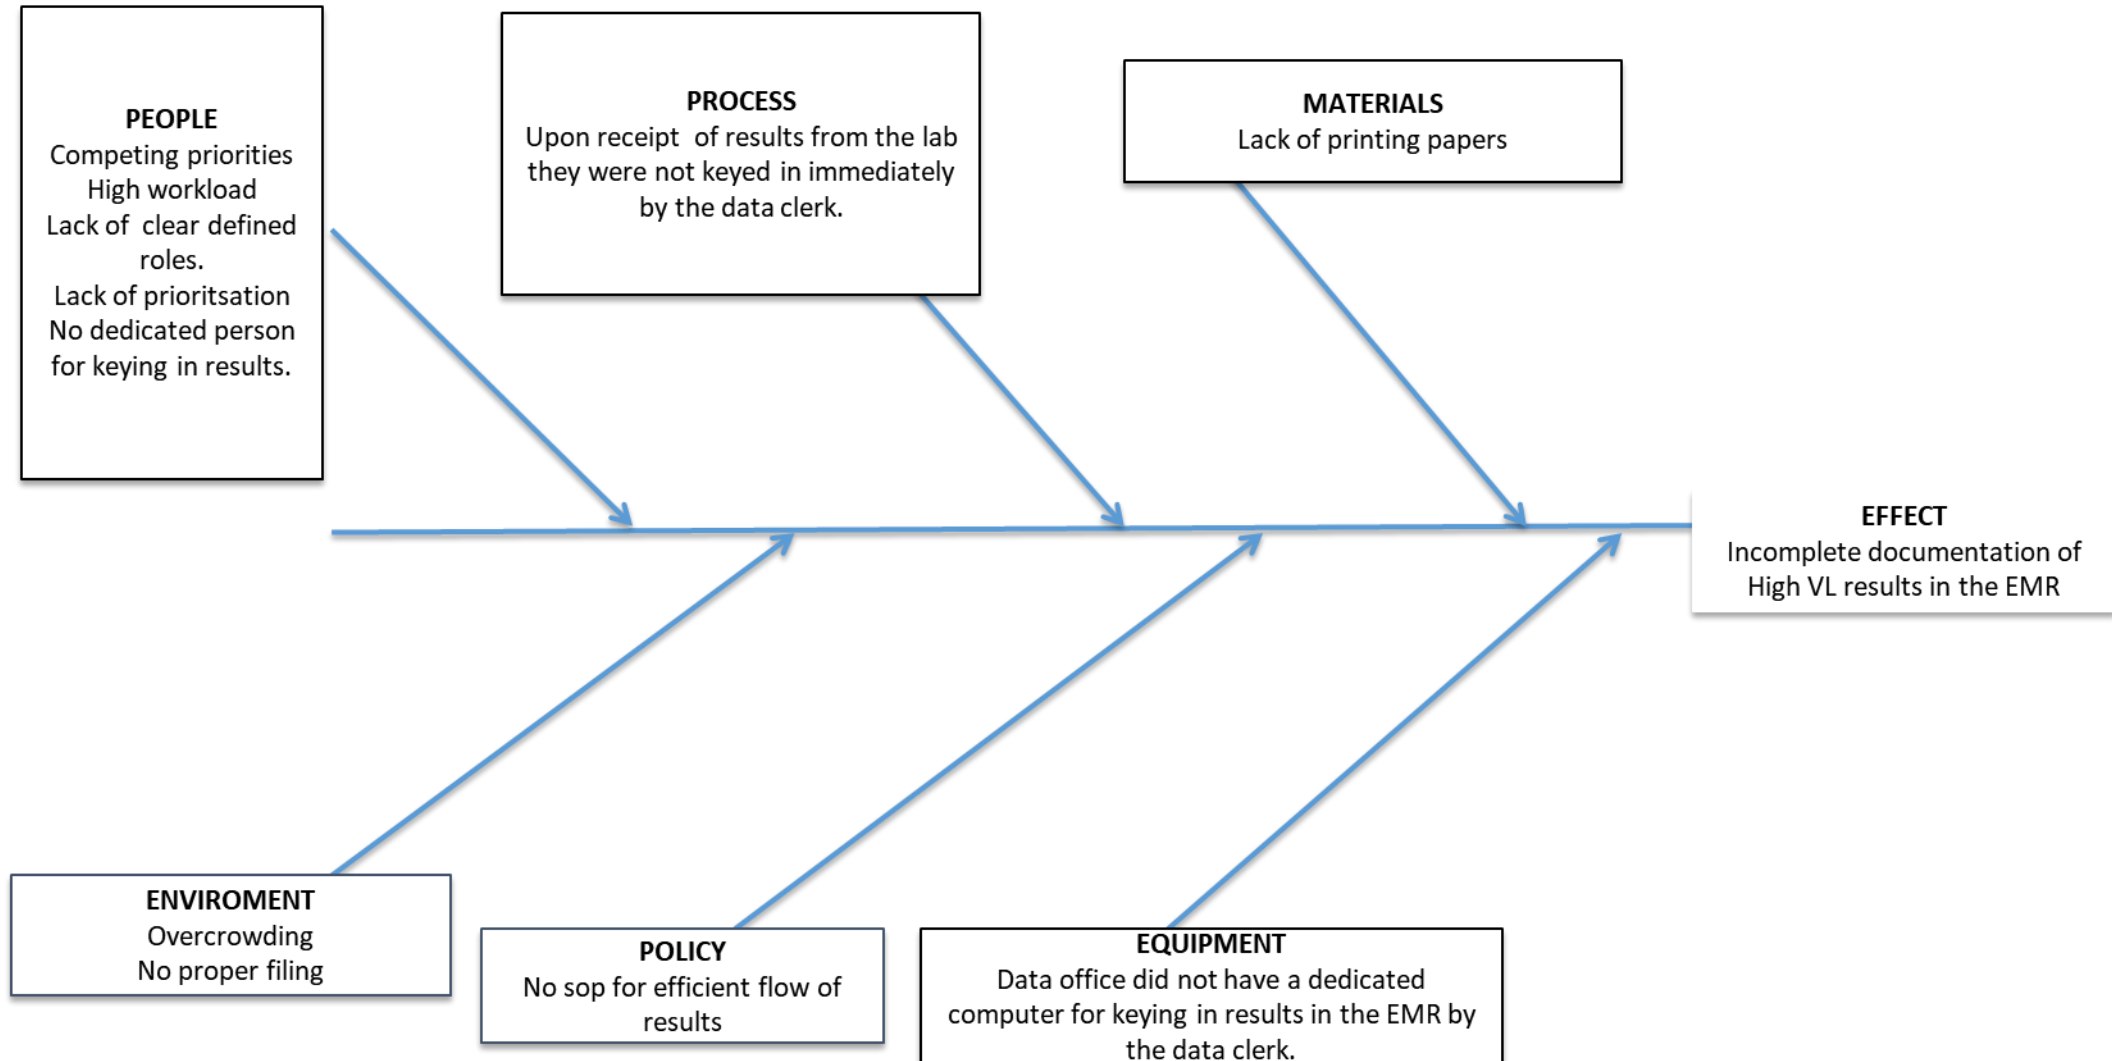 PEOPLE
Competing priorities
High workload
Lack of clear defined
roles.
Lack of prioritsation
No dedicated person
for keying in results.
PROCESS
Upon receipt of results from the lab
they were not keyed in immediately
by the data clerk.
MATERIALS
Lack of printing papers
EFFECT
Incomplete documentation of
High VL results in the EMR
ENVIROMENT
Overcrowding
No proper filing
POLICY
No sop for efficient flow of
results
EQUIPMENT
Data office did not have a dedicated
computer for keying in results in the EMR by
the data clerk.